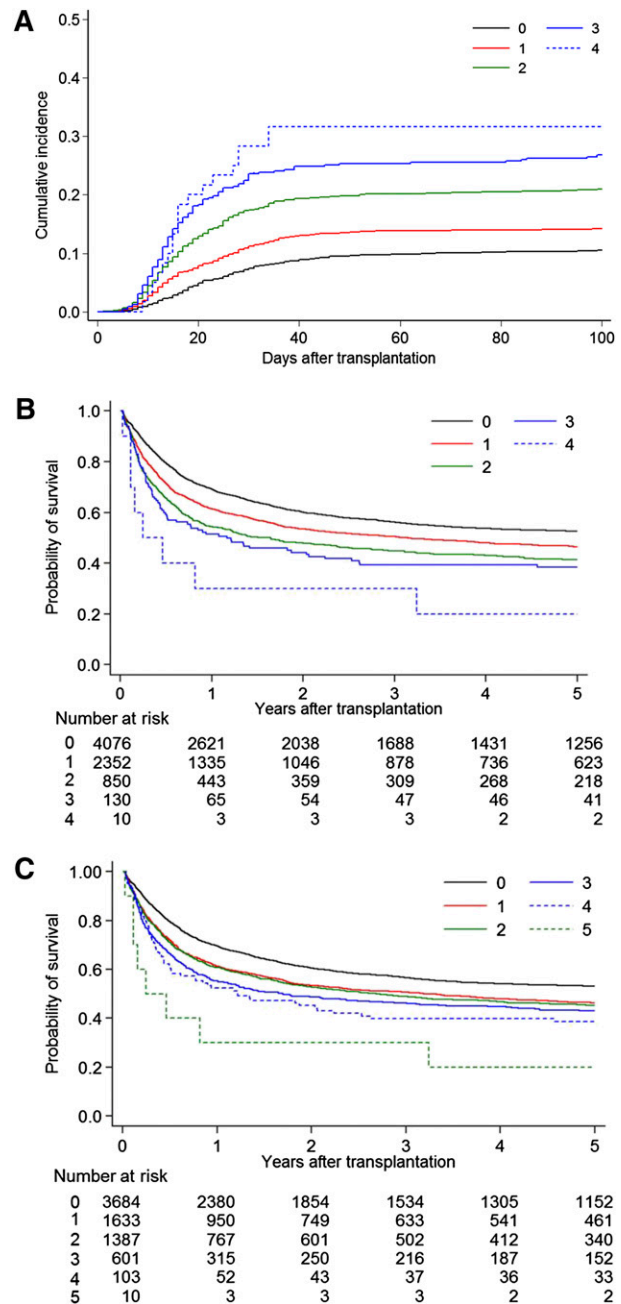 A
0.5
0.4
0.3
0.2
0.1
0.0
Cumulative incidence
0 3
1 4
2
0 20 40 60 80 100
Days after transplantation
B
1.0
0.8
0.6
0.4
0.2
0.0
Probability of survival
0 3
1 4
2
0 1 2 3 4 5
Years after transplantation
Number at risk
0 4076 2621 2038 1688 1431 1256
1 2352 1335 1046 878 736 623
2 850 443 359 309 268 218
3 130 65 54 47 46 41
4 10 3 3 3 2 2
C
1.00
0.8
0.6
0.4
0.2
0.0
Probability of survival
0 3
1 4
2 5
0 1 2 3 4 5
Years after transplantation
Number at risk
0 3684 2380 1854 1534 1305 1152
1 1633 950 749 633 541 461
2 1387 767 601 502 412 340
3 601 315 250 216 187 152
4 103 52 43 37 36 33
5 10 3 3 3 2 2